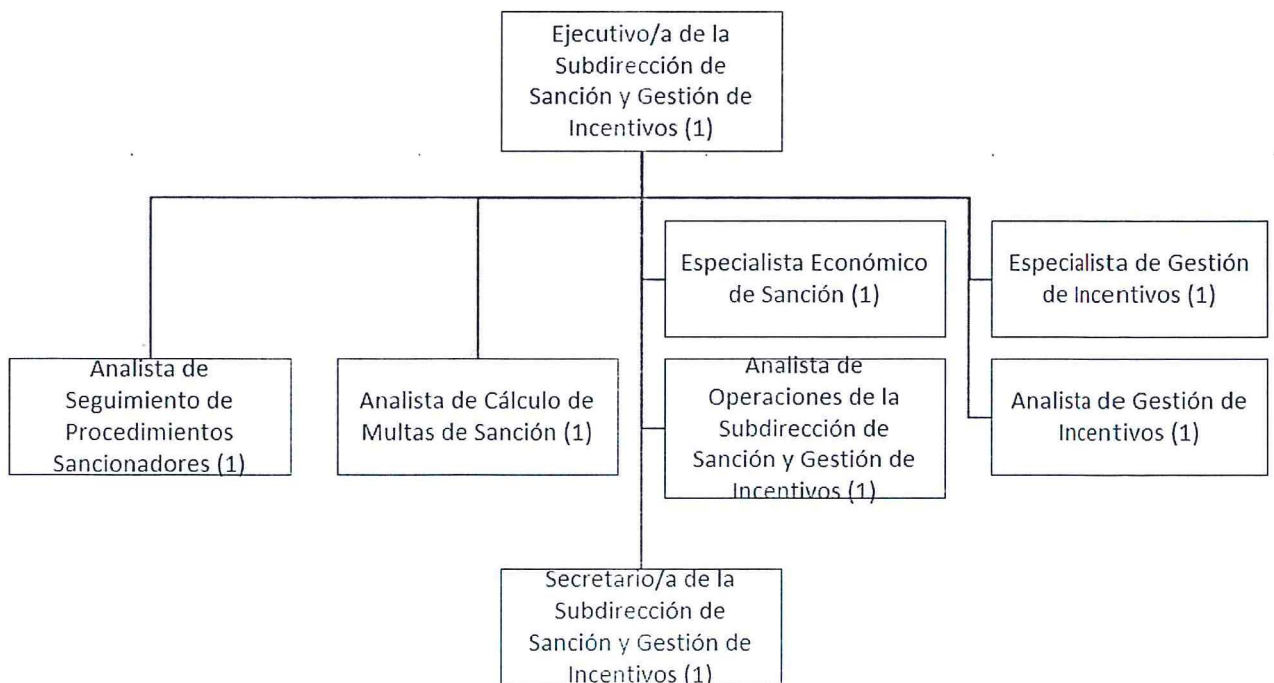 Ejecutivo/a de la
Subdirección de
Sanción y Gestión de
Incentivos (1)
Especialista Económico
de Sanción (1)
Especialista de Gestión
de Incentivos (1)
Analista de
Seguimiento de
Procedimientos
Sancionadores (1)
Analista de Cálculo de
Multas de Sanción (1)
Analista de
Operaciones de la
Subdirección de
Sanción y Gestión de
Incentivos (1)
Analista de Gestión de
Incentivos (1)
Secretario/a de la
Subdirección de
Sanción y Gestión de
Incentivos (1)